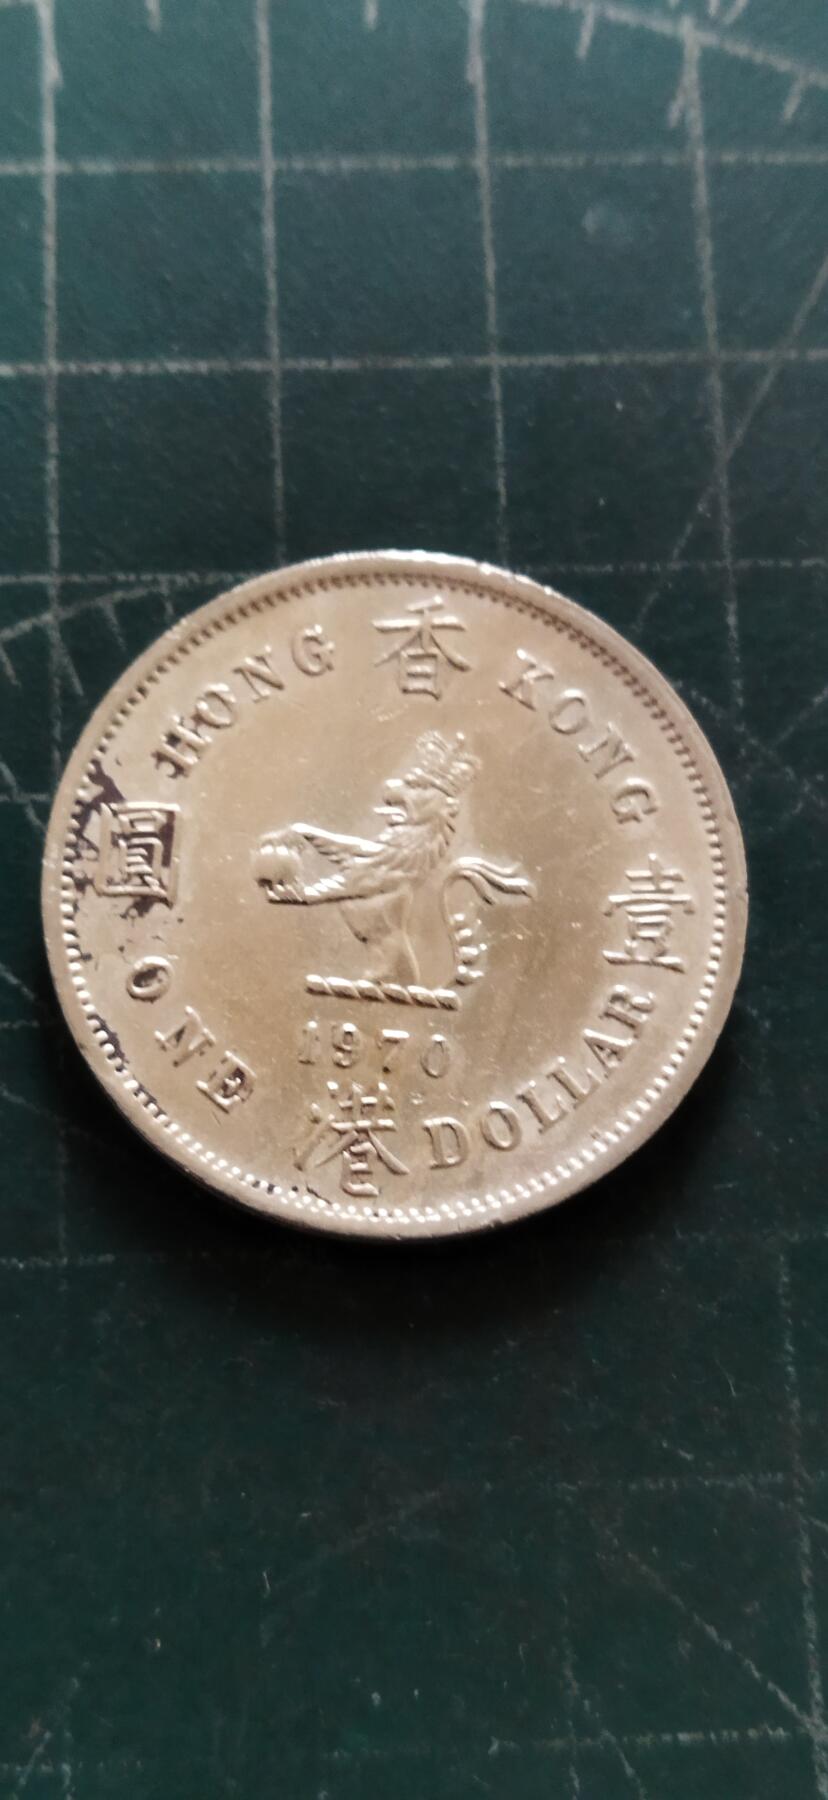 HONG 香 KONG
圓 壹
ONE 港 DOLLAR
1970